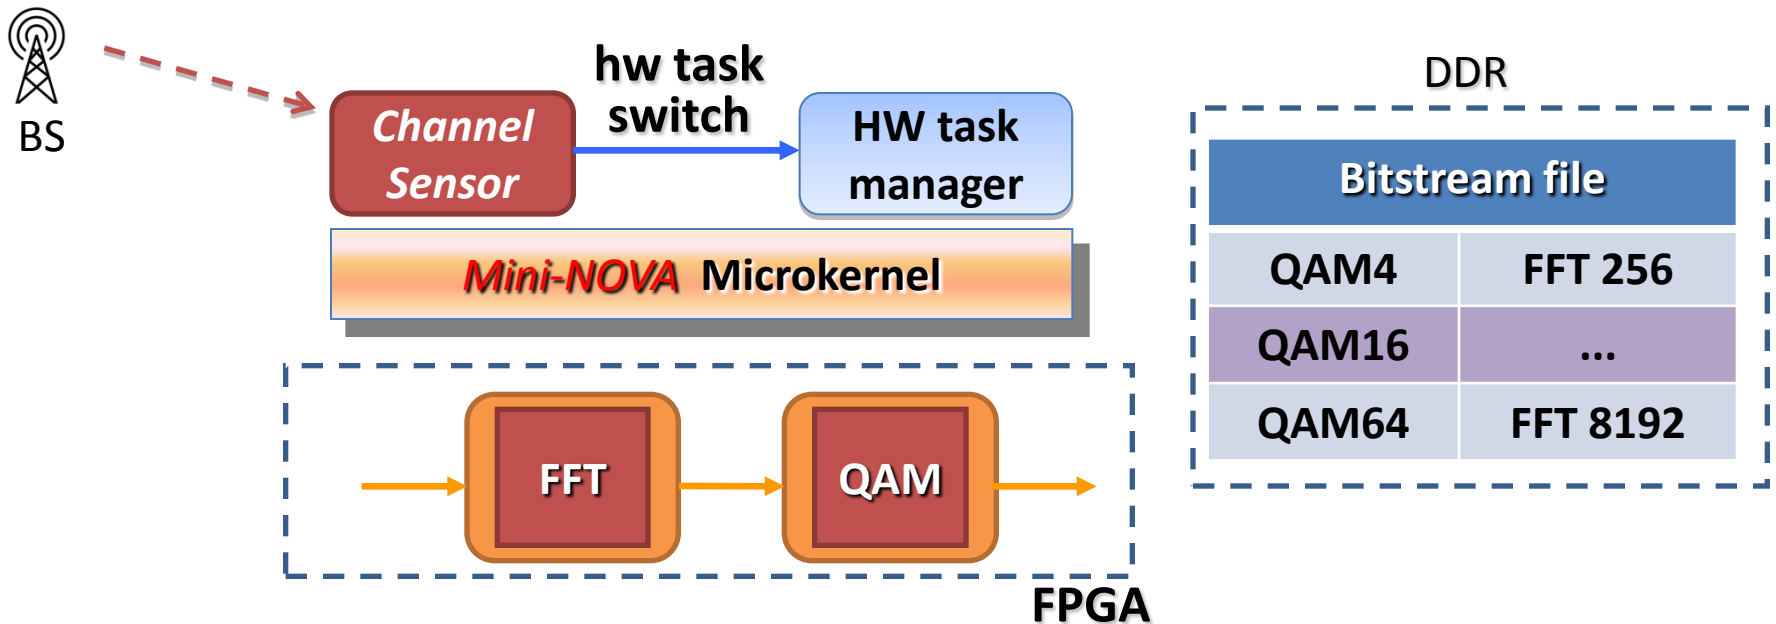 BS
Channel
Sensor
hw task
switch
HW task
manager
Mini-NOVA Microkernel
FFT
QAM
FPGA
DDR
Bitstream file
QAM4 FFT 256
QAM16 ...
QAM64 FFT 8192